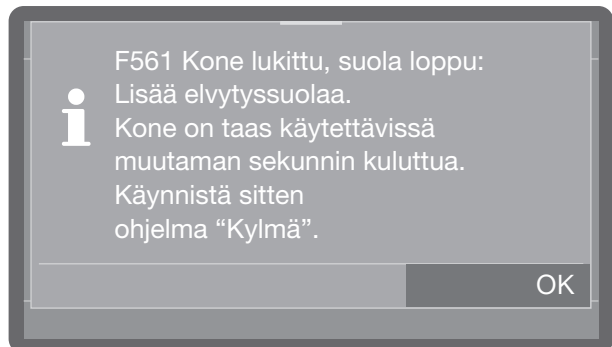 F561 Kone lukittu, suola loppu:
Lisää elvytyssuolaa.
Kone on taas käytettävissä
muutaman sekunnin kuluttua.
Käynnistä sitten
ohjelma “Kylmä”.
OK